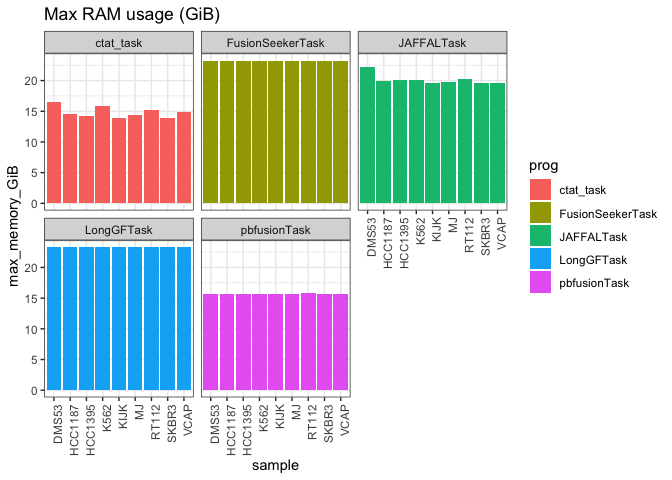 Max RAM usage (GiB)
ctat_task
FusionSeekerTask
JAFFALTask
20
15
10
5
0
LongGFTask
pbfusionTask
20
15
10
5
0
max_memory_GiB
DMS53
HCC1187
HCC1395
K562
KIJK
MJ
RT112
SKBR3
VCAP
DMS53
HCC1187
HCC1395
K562
KIJK
MJ
RT112
SKBR3
VCAP
DMS53
HCC1187
HCC1395
K562
KIJK
MJ
RT112
SKBR3
VCAP
sample
prog
ctat_task
FusionSeekerTask
JAFFALTask
LongGFTask
pbfusionTask